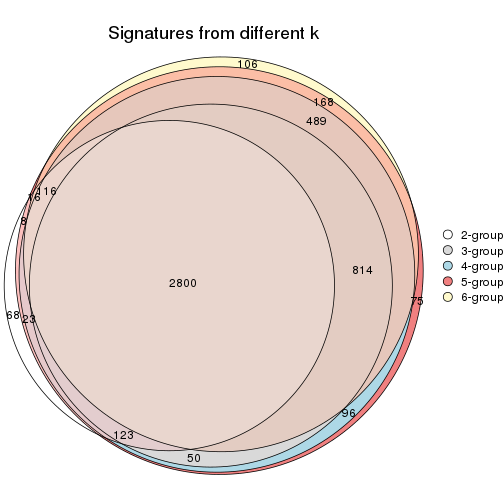 Signatures from different k
106
168
489
116
16
8
814
2800
75
68
23
96
123
50
2-group
3-group
4-group
5-group
6-group